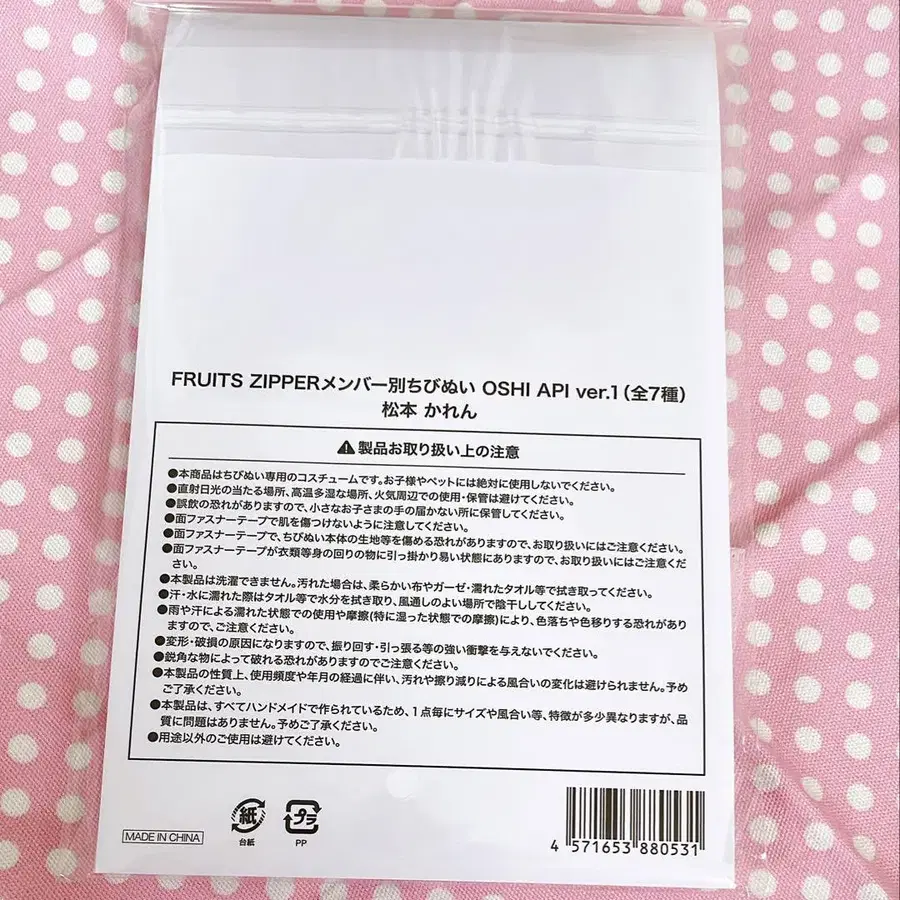 FRUITS ZIPPERメンバー別ちびぬい OSHI API ver.1(全7種)
松本 かれん
製品お取り扱い上の注意
●本商品はちびぬい専用のコスチュームです。お子様やペットには絶対に使用しないでください。
●直射日光の当たる場所、高温多湿な場所、火気周辺での使用・保管は避けてください。
●誤飲の恐れがありますので、小さなお子さまの手の届かない所に保管してください。
●面ファスナーテープで肌を傷つけないように注意してください。
●面ファスナーテープで、ちびぬい本体の生地等を傷める恐れがありますので、お取り扱いにはご注意ください。
●面ファスナーテープが衣類等身の回りの物に引っ掛かり易い状態にありますので、お取り扱いにはご注意くだ
さい。
●本製品は洗濯できません。汚れた場合は、柔らかい布やガーゼ・濡れたタオル等で拭き取ってください。
●汗・水に濡れた際はタオル等で水分を拭き取り、風通しのよい場所で陰干ししてください。
●雨や汗による濡れた状態での使用や摩擦(特に湿った状態での摩擦)により、色落ちや色移りする恐れがあり
ますので、ご注意ください。
●変形・破損の原因になりますので、振り回す・引っ張る等の強い衝撃を与えないでください。
●鋭角な物によって破れる恐れがありますのでご注意ください。
●本製品の性質上、使用頻度や年月の経過に伴い、汚れや擦り減りによる風合いの変化は避けられません。予め
ご了承ください。
●本製品は、すべてハンドメイドで作られているため、1点毎にサイズや風合い等、特徴が多少異なりますが、品
質に問題はありません。予めご了承ください。
●用途以外のご使用は避けてください。
MADE IN CHINA
紙
台紙
プラ
PP
4 571653 880531